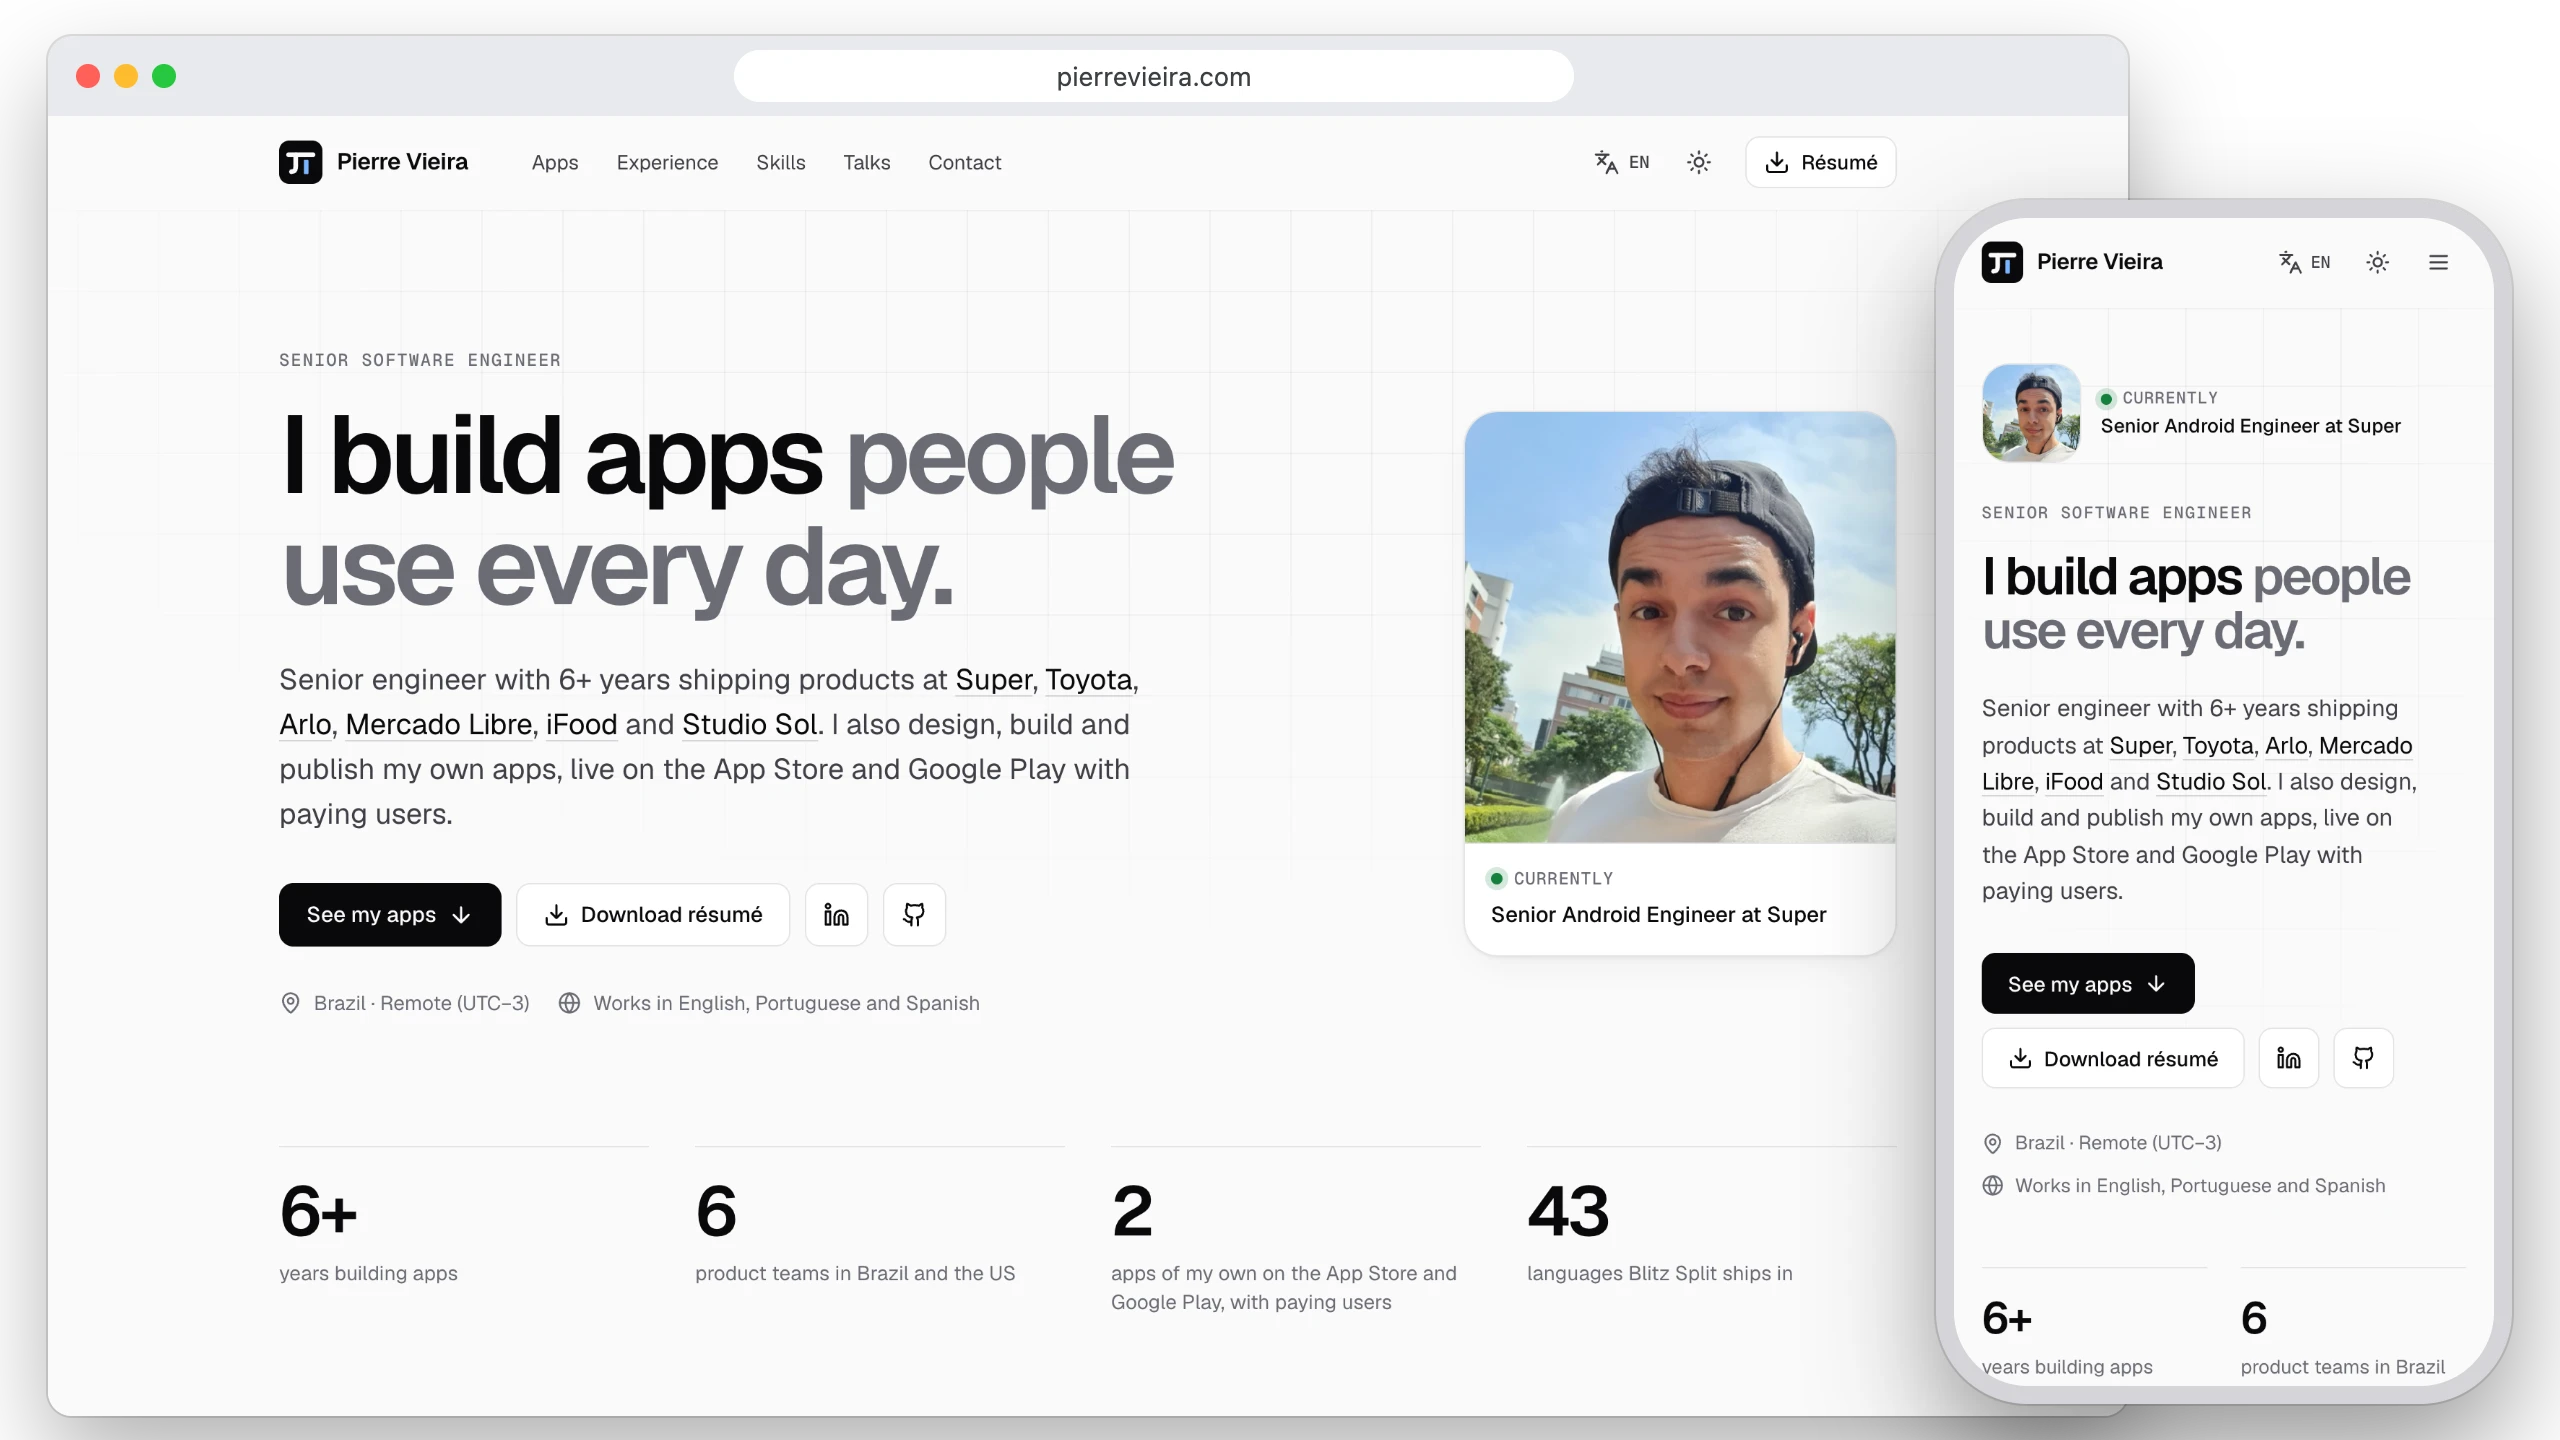 pierrevieira.com
Pierre Vieira
Apps
Experience
Skills
Talks
Contact
EN
Résumé
SENIOR SOFTWARE ENGINEER
I build apps people
use every day.
Senior engineer with 6+ years shipping products at Super, Toyota,
Arlo, Mercado Libre, iFood and Studio Sol. I also design, build and
publish my own apps, live on the App Store and Google Play with
paying users.
See my apps
Download résumé
Brazil · Remote (UTC−3)
Works in English, Portuguese and Spanish
CURRENTLY
Senior Android Engineer at Super
6+
years building apps
6
product teams in Brazil and the US
2
apps of my own on the App Store and
Google Play, with paying users
43
languages Blitz Split ships in
Pierre Vieira
EN
CURRENTLY
Senior Android Engineer at Super
SENIOR SOFTWARE ENGINEER
I build apps people
use every day.
Senior engineer with 6+ years shipping
products at Super, Toyota, Arlo, Mercado
Libre, iFood and Studio Sol. I also design,
build and publish my own apps, live on
the App Store and Google Play with
paying users.
See my apps
Download résumé
Brazil · Remote (UTC−3)
Works in English, Portuguese and Spanish
6+
years building apps
6
product teams in Brazil